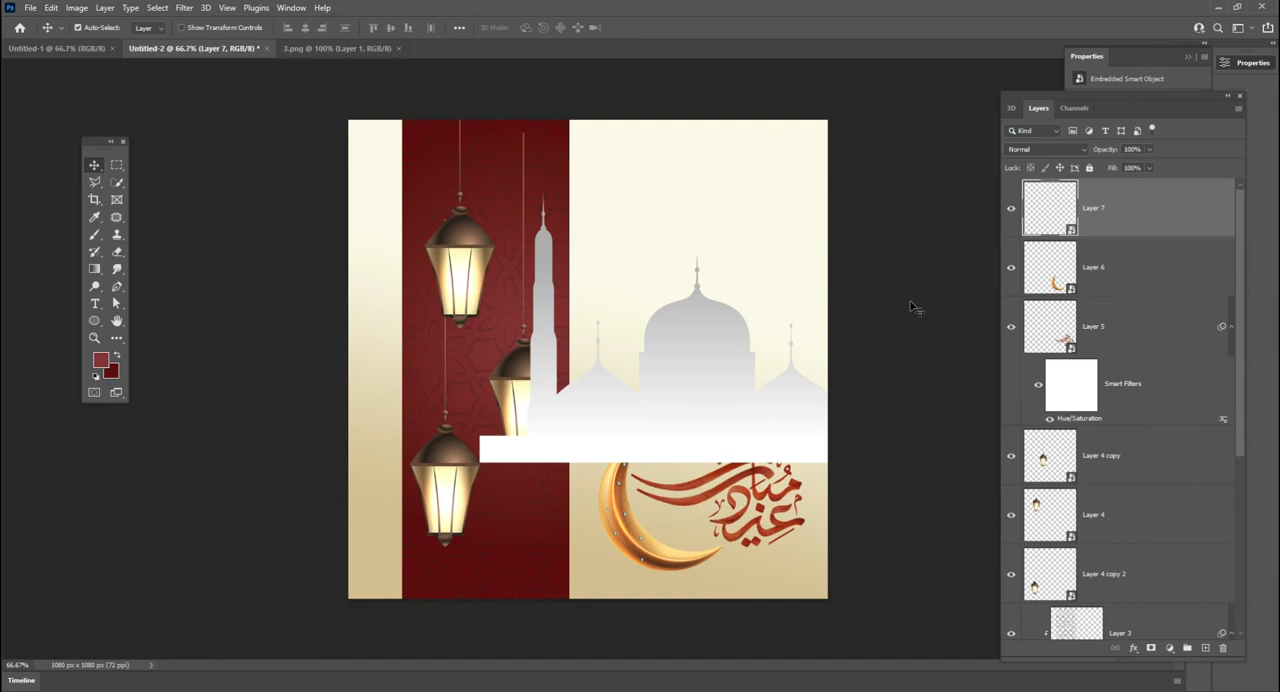 Ps File Edit Image Layer Type Select Filter 3D View Plugins Window Help
Auto-Select: Layer Show Transform Controls 3D Mode:
Untitled-1 @ 66.7% (RGB/8) Untitled-2 @ 66.7% (Layer 7, RGB/8) * 3.png @ 100% (Layer 1, RGB/8)
Properties
Properties
Embedded Smart Object
3D Layers Channels
Kind
Normal Opacity: 100%
Lock: Fill: 100%
Layer 7
Layer 6
Layer 5
Smart Filters
Hue/Saturation
Layer 4 copy
Layer 4
Layer 4 copy 2
Layer 3
مبارك
عيد
66.67% 1080 px x 1080 px (72 ppi)
Timeline